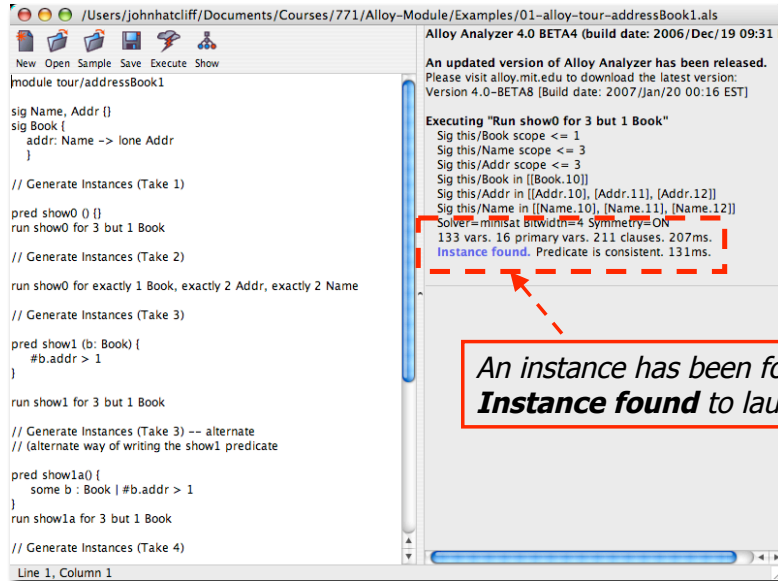 /Users/johnhatcliff/Documents/Courses/771/Alloy-Module/Examples/01-alloy-tour-addressBook1.als
New Open Sample Save Execute Show
module tour/addressBook1
sig Name, Addr {}
sig Book {
addr: Name -> lone Addr
}
// Generate Instances (Take 1)
pred show0 () {}
run show0 for 3 but 1 Book
// Generate Instances (Take 2)
run show0 for exactly 1 Book, exactly 2 Addr, exactly 2 Name
// Generate Instances (Take 3)
pred show1 (b: Book) {
#b.addr > 1
}
run show1 for 3 but 1 Book
// Generate Instances (Take 3) -- alternate
// (alternate way of writing the show1 predicate
pred show1a() {
some b : Book | #b.addr > 1
}
run show1a for 3 but 1 Book
// Generate Instances (Take 4)
Line 1, Column 1
Alloy Analyzer 4.0 BETA4 (build date: 2006/Dec/19 09:31
An updated version of Alloy Analyzer has been released.
Please visit alloy.mit.edu to download the latest version:
Version 4.0-BETA8 [Build date: 2007/Jan/20 00:16 EST]
Executing "Run show0 for 3 but 1 Book"
Sig this/Book scope <= 1
Sig this/Name scope <= 3
Sig this/Addr scope <= 3
Sig this/Book in [[Book.10]]
Sig this/Addr in [[Addr.10], [Addr.11], [Addr.12]]
Sig this/Name in [[Name.10], [Name.11], [Name.12]]
Solver=minisat Bitwidth=4 Symmetry=ON
133 vars. 16 primary vars. 211 clauses. 207ms.
Instance found. Predicate is consistent. 131ms.
An instance has been fo
Instance found to lau